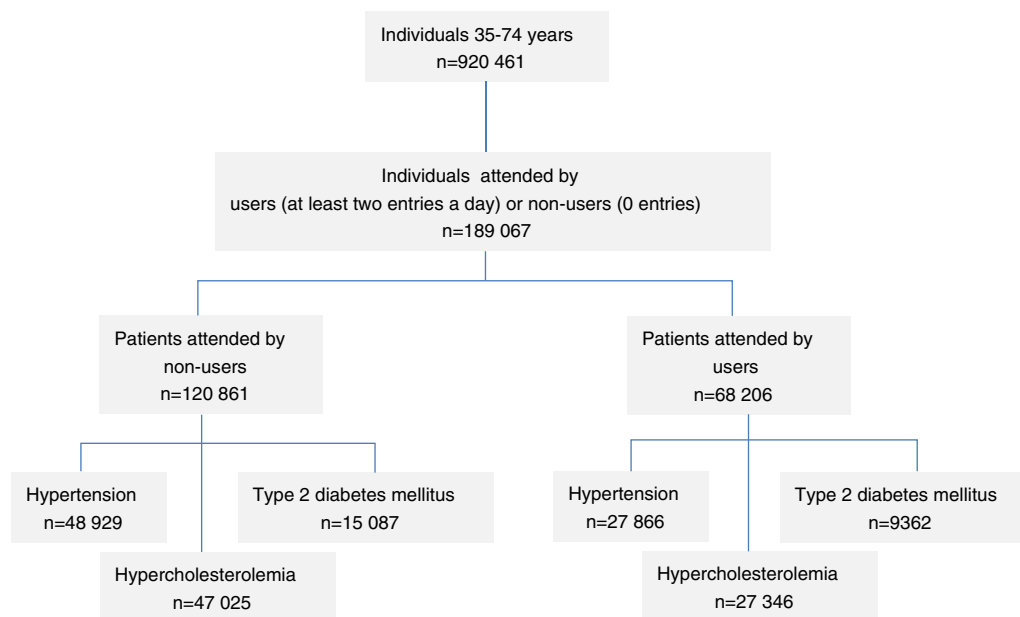 Individuals 35-74 years
n=920 461
Individuals attended by
users (at least two entries a day) or non-users (0 entries)
n=189 067
Patients attended by
non-users
n=120 861
Patients attended by
users
n=68 206
Hypertension
n=48 929
Type 2 diabetes mellitus
n=15 087
Hypercholesterolemia
n=47 025
Hypertension
n=27 866
Type 2 diabetes mellitus
n=9362
Hypercholesterolemia
n=27 346